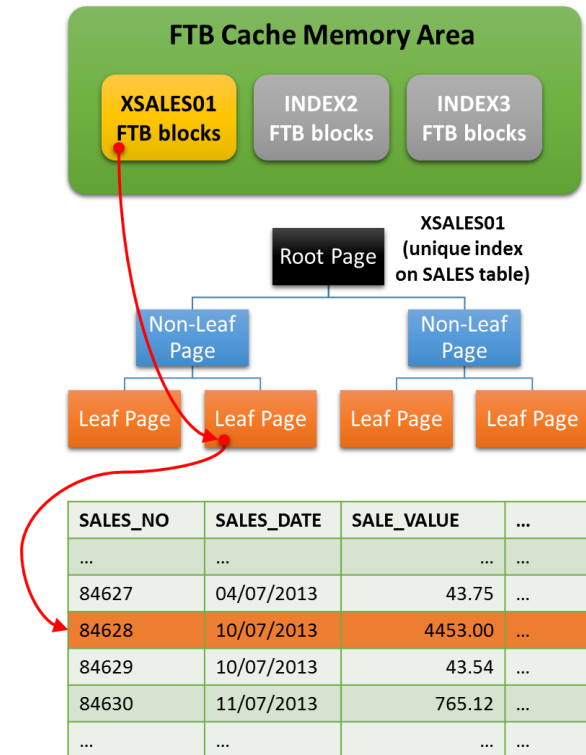 FTB Cache Memory Area
XSALES01
FTB blocks
INDEX2
FTB blocks
INDEX3
FTB blocks
XSALES01
(unique index
on SALES table)
Root Page
Non-Leaf
Page
Non-Leaf
Page
Leaf Page
Leaf Page
Leaf Page
Leaf Page
SALES_NO SALES_DATE SALE_VALUE ...
... ... ... ...
84627 04/07/2013 43.75 ...
84628 10/07/2013 4453.00 ...
84629 10/07/2013 43.54 ...
84630 11/07/2013 765.12 ...
... ... ... ...